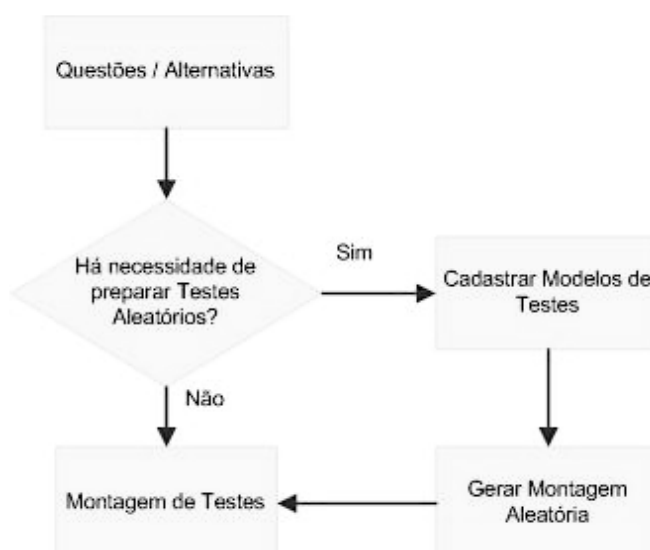 Questões / Alternativas
Há necessidade de
preparar Testes
Aleatórios?
Sim
Cadastrar Modelos de
Testes
Não
Montagem de Testes
Gerar Montagem
Aleatória